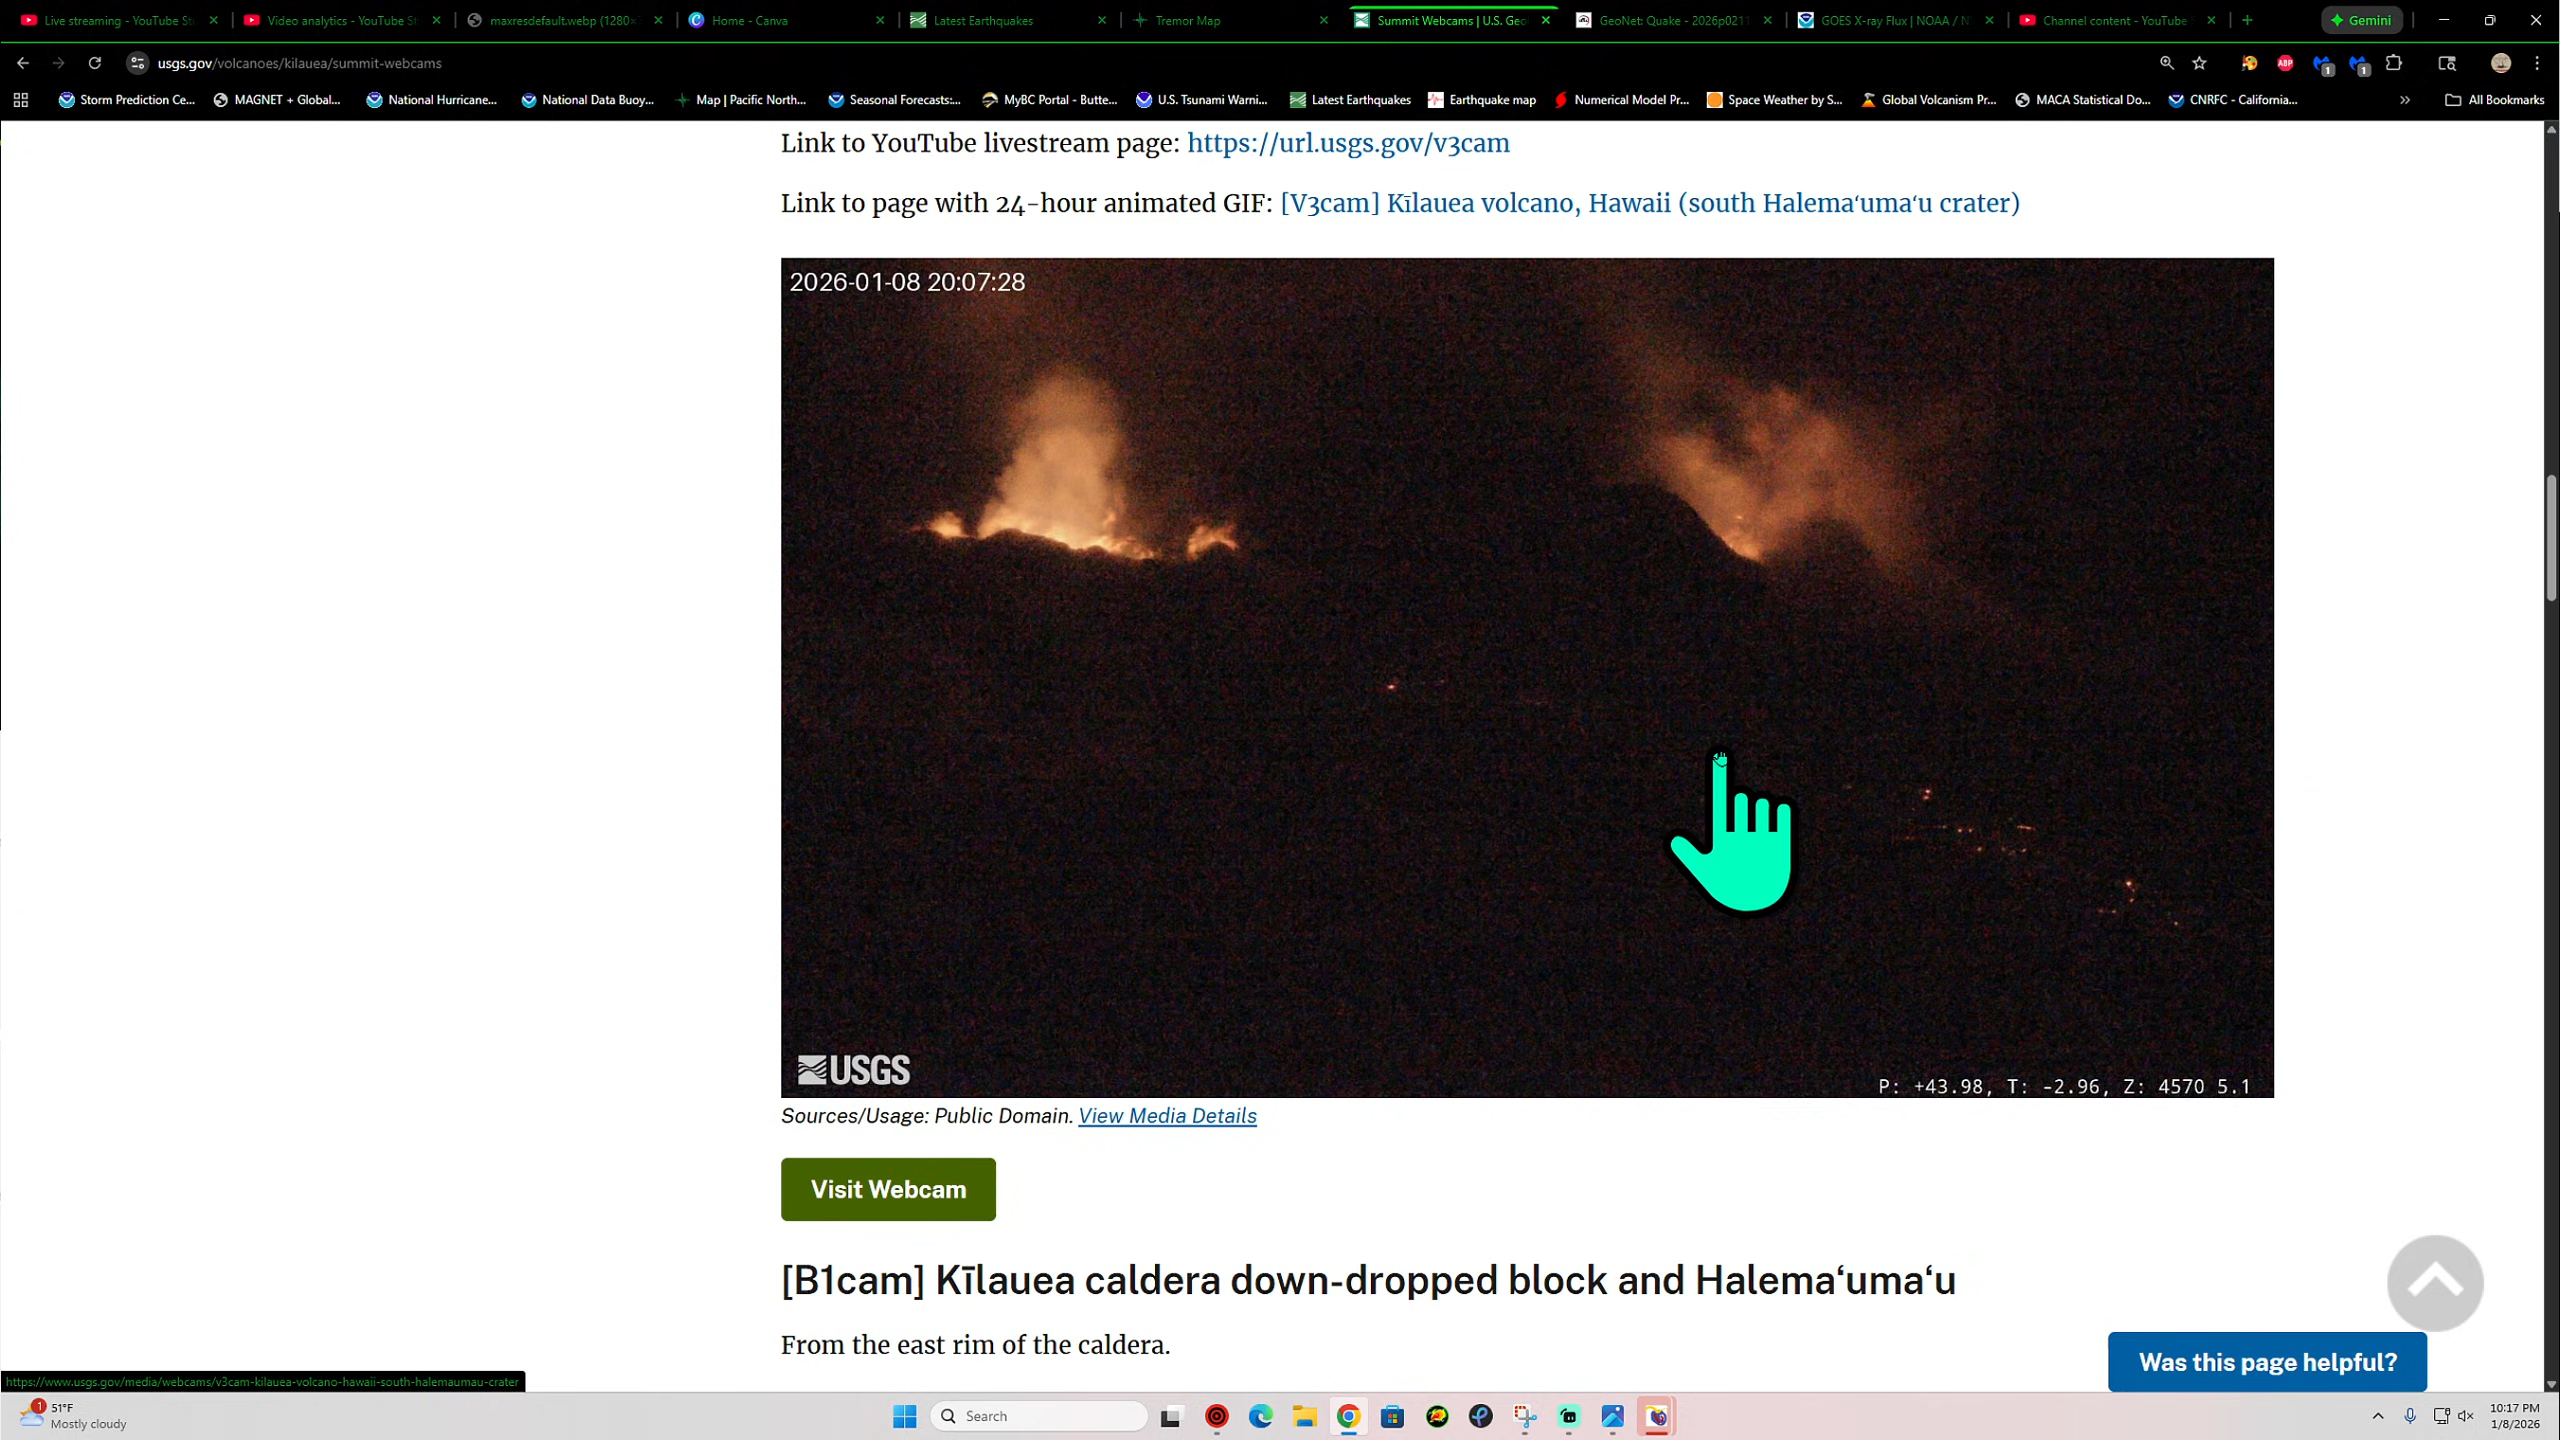 Live streaming - YouTube St
Video analytics - YouTube St
maxresdefault.webp (1280×
Home - Canva
Latest Earthquakes
Tremor Map
Summit Webcams | U.S. Geol
GeoNet: Quake - 2026p0211
GOES X-ray Flux | NOAA / N
Channel content - YouTube
Gemini
usgs.gov/volcanoes/kilauea/summit-webcams
ABP
1
1
Storm Prediction Ce...
MAGNET + Global...
National Hurricane...
National Data Buoy...
Map | Pacific North...
Seasonal Forecasts:...
MyBC Portal - Butte...
U.S. Tsunami Warni...
Latest Earthquakes
Earthquake map
Numerical Model Pr...
Space Weather by S...
Global Volcanism Pr...
MACA Statistical Do...
CNRFC - California...
All Bookmarks
Link to YouTube livestream page: https://url.usgs.gov/v3cam
Link to page with 24-hour animated GIF: [V3cam] Kīlauea volcano, Hawaii (south Halemaʻumaʻu crater)
2026-01-08 20:07:28
USGS
P: +43.98, T: -2.96, Z: 4570 5.1
Sources/Usage: Public Domain. View Media Details
Visit Webcam
[B1cam] Kīlauea caldera down-dropped block and Halemaʻumaʻu
From the east rim of the caldera.
Was this page helpful?
https://www.usgs.gov/media/webcams/v3cam-kilauea-volcano-hawaii-south-halemaumau-crater
1
51°F
Mostly cloudy
Search
10:17 PM
1/8/2026